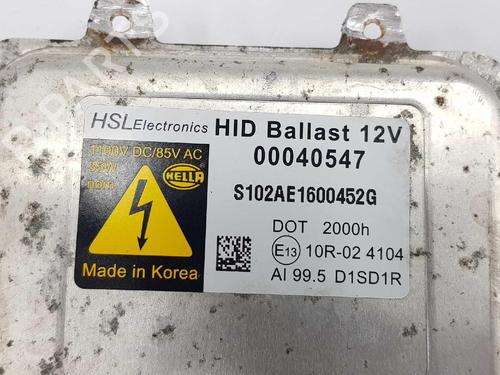 HSLElectronics HID Ballast 12V
00040547
1100V DC/85V AC
35W
nom.
HELLA
S102AE1600452G
DOT 2000h
E13 10R-02 4104
AI 99.5 D1SD1R
Made in Korea